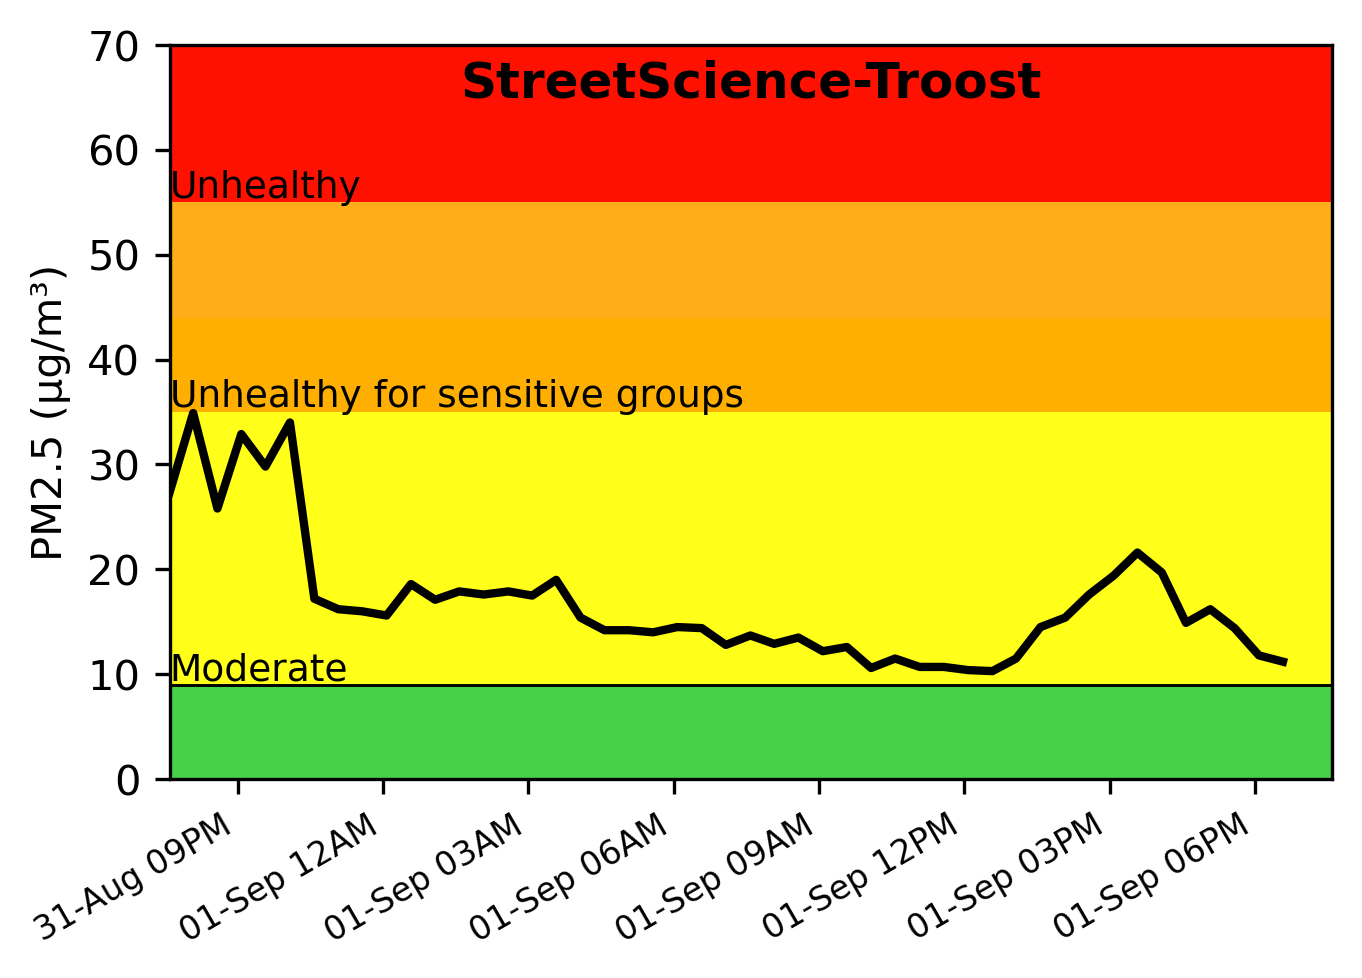 StreetScience-Troost
70
60
50
40
30
20
10
0
PM2.5 (µg/m³)
Unhealthy
Unhealthy for sensitive groups
Moderate
31-Aug 09PM
01-Sep 12AM
01-Sep 03AM
01-Sep 06AM
01-Sep 09AM
01-Sep 12PM
01-Sep 03PM
01-Sep 06PM